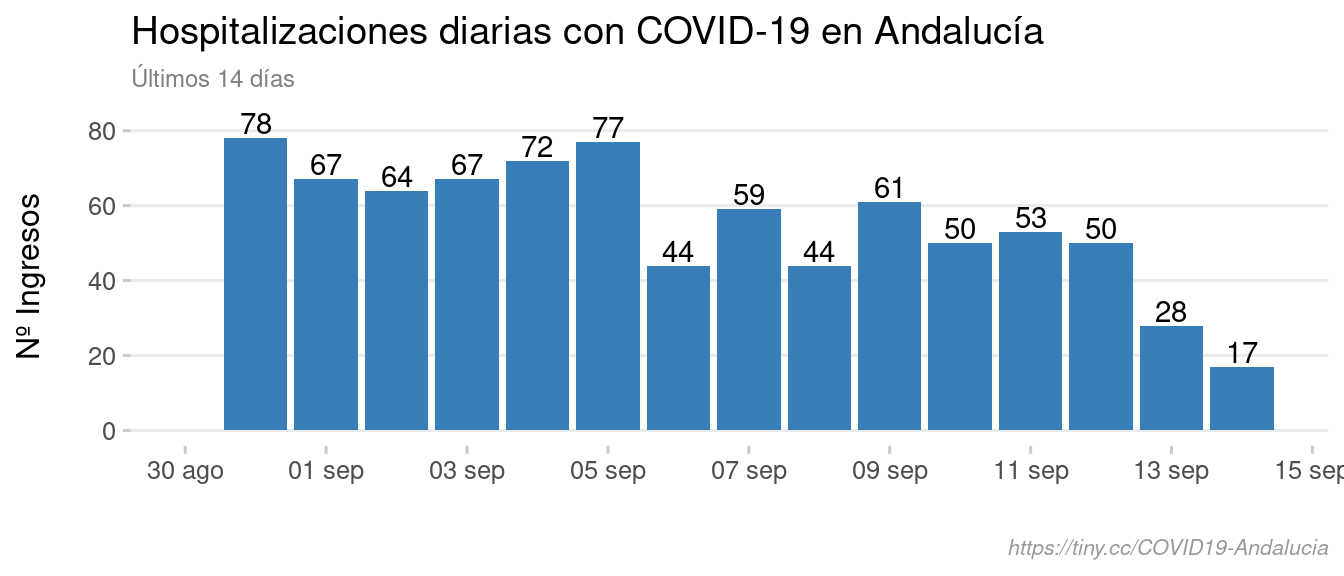 Hospitalizaciones diarias con COVID-19 en Andalucía
Últimos 14 días
Nº Ingresos
80
60
40
20
0
78 67 64 67 72 77 44 59 44 61 50 53 50 28 17
30 ago 01 sep 03 sep 05 sep 07 sep 09 sep 11 sep 13 sep 15 sep
https://tiny.cc/COVID19-Andalucia